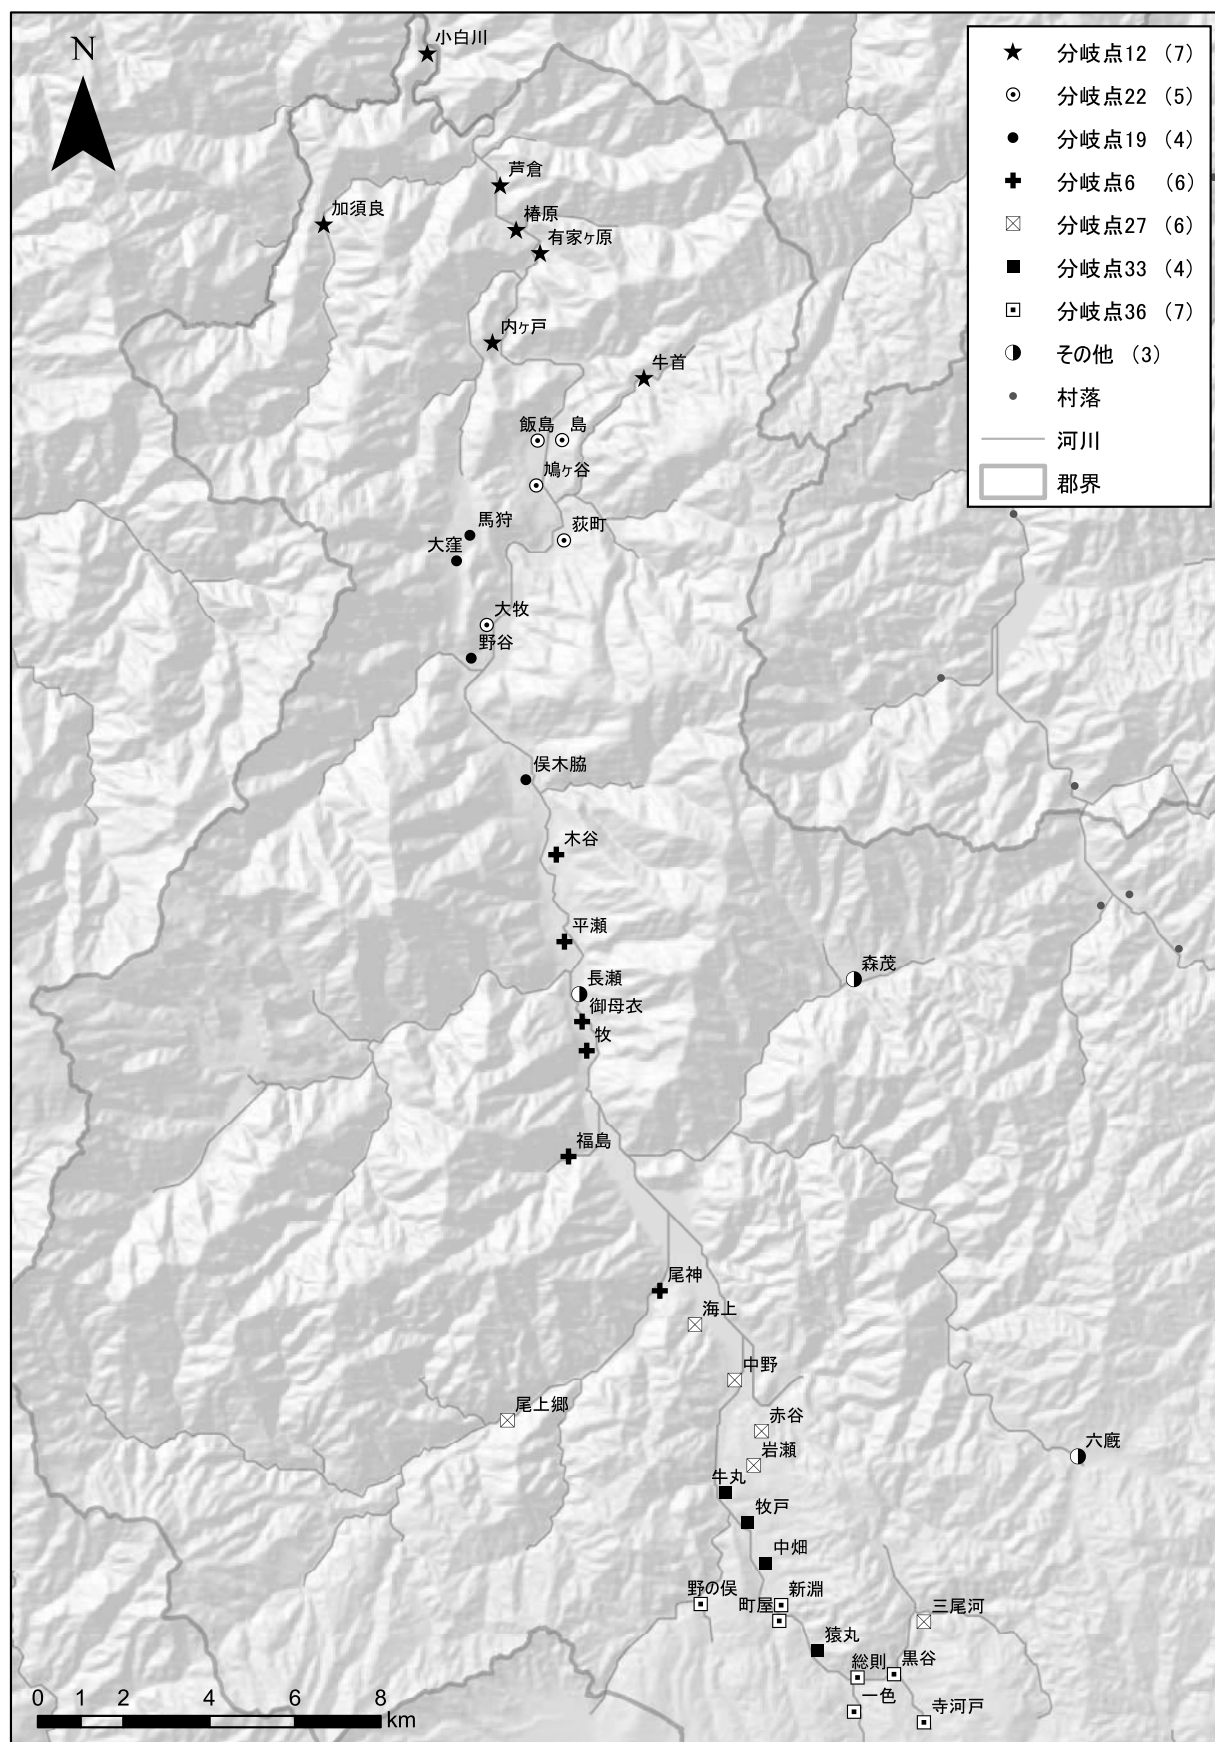 N
小白川
芦倉
加須良
椿原
有家ヶ原
内ヶ戸
牛首
飯島
島
鳩ヶ谷
馬狩
荻町
大窪
大牧
野谷
俣木脇
木谷
平瀬
森茂
長瀬
御母衣
牧
福島
尾神
海上
中野
尾上郷
赤谷
六厩
岩瀬
牛丸
牧戸
中畑
野の俣
新淵
町屋
三尾河
猿丸
総則
黒谷
一色
寺河戸
分岐点12 (7)
分岐点22 (5)
分岐点19 (4)
分岐点6 (6)
分岐点27 (6)
分岐点33 (4)
分岐点36 (7)
その他 (3)
村落
河川
郡界
0 1 2 4 6 8
km